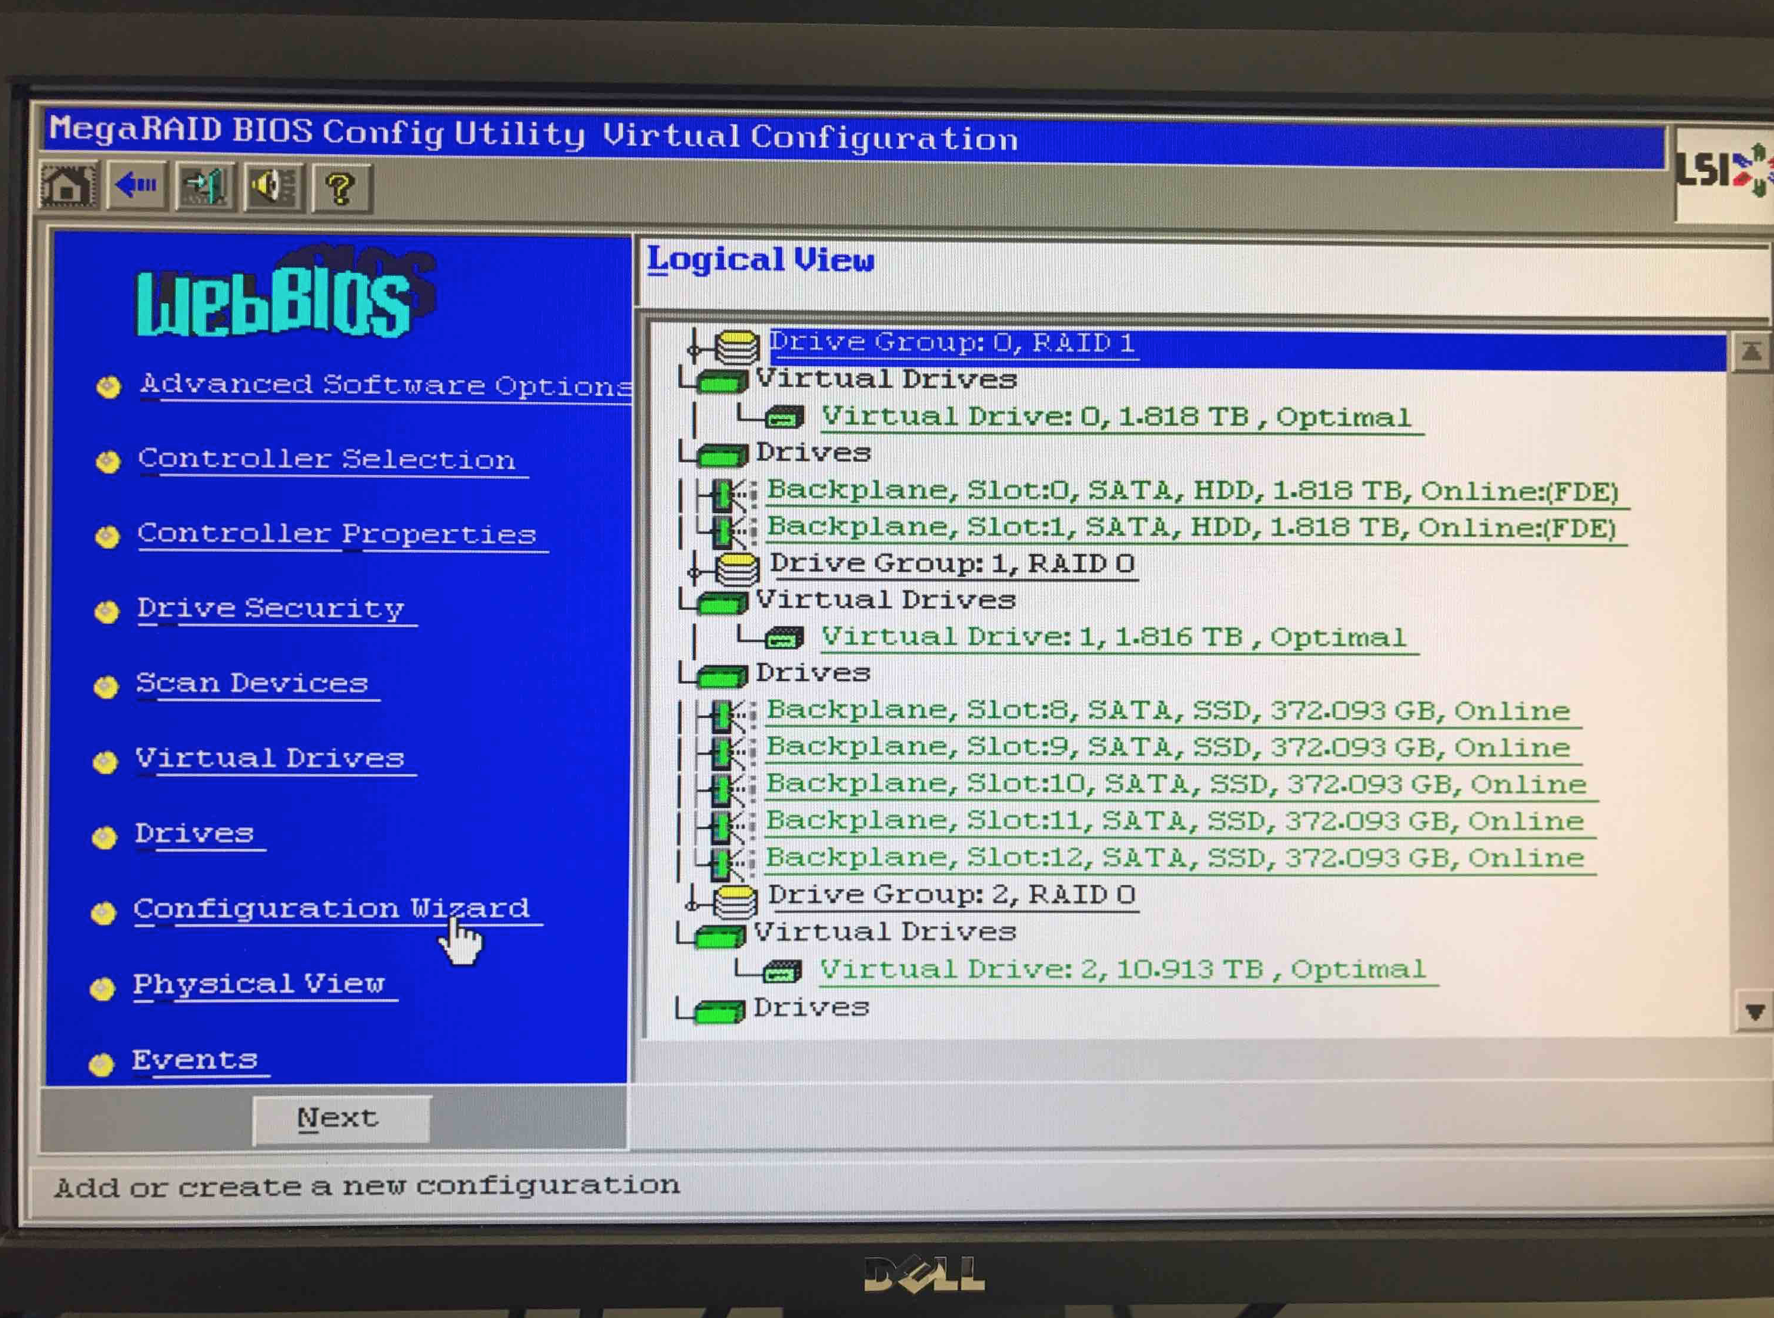 MegaRAID BIOS Config Utility Virtual Configuration
LSI
?
WebBIOS
Advanced Software Options
Controller Selection
Controller Properties
Drive Security
Scan Devices
Virtual Drives
Drives
Configuration Wizard
Physical View
Events
Next
Logical View
Drive Group: 0, RAID 1
Virtual Drives
Virtual Drive: 0, 1.818 TB , Optimal
Drives
Backplane, Slot:0, SATA, HDD, 1.818 TB, Online:(FDE)
Backplane, Slot:1, SATA, HDD, 1.818 TB, Online:(FDE)
Drive Group: 1, RAID 0
Virtual Drives
Virtual Drive: 1, 1.816 TB , Optimal
Drives
Backplane, Slot:8, SATA, SSD, 372.093 GB, Online
Backplane, Slot:9, SATA, SSD, 372.093 GB, Online
Backplane, Slot:10, SATA, SSD, 372.093 GB, Online
Backplane, Slot:11, SATA, SSD, 372.093 GB, Online
Backplane, Slot:12, SATA, SSD, 372.093 GB, Online
Drive Group: 2, RAID 0
Virtual Drives
Virtual Drive: 2, 10.913 TB , Optimal
Drives
Add or create a new configuration
DELL